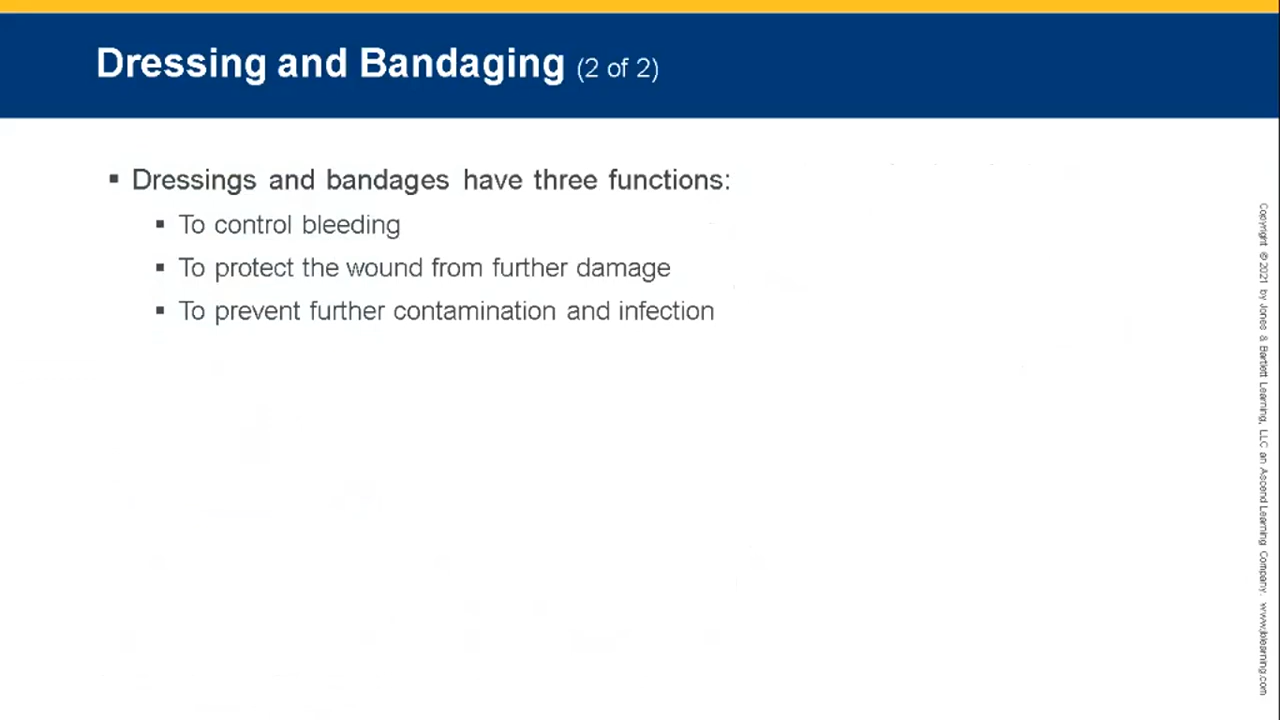 Dressing and Bandaging (2 of 2)
▪ Dressings and bandages have three functions:
▪ To control bleeding
▪ To protect the wound from further damage
▪ To prevent further contamination and infection
Copyright © 2021 by Jones & Bartlett Learning, LLC an Ascend Learning Company. www.jblearning.com